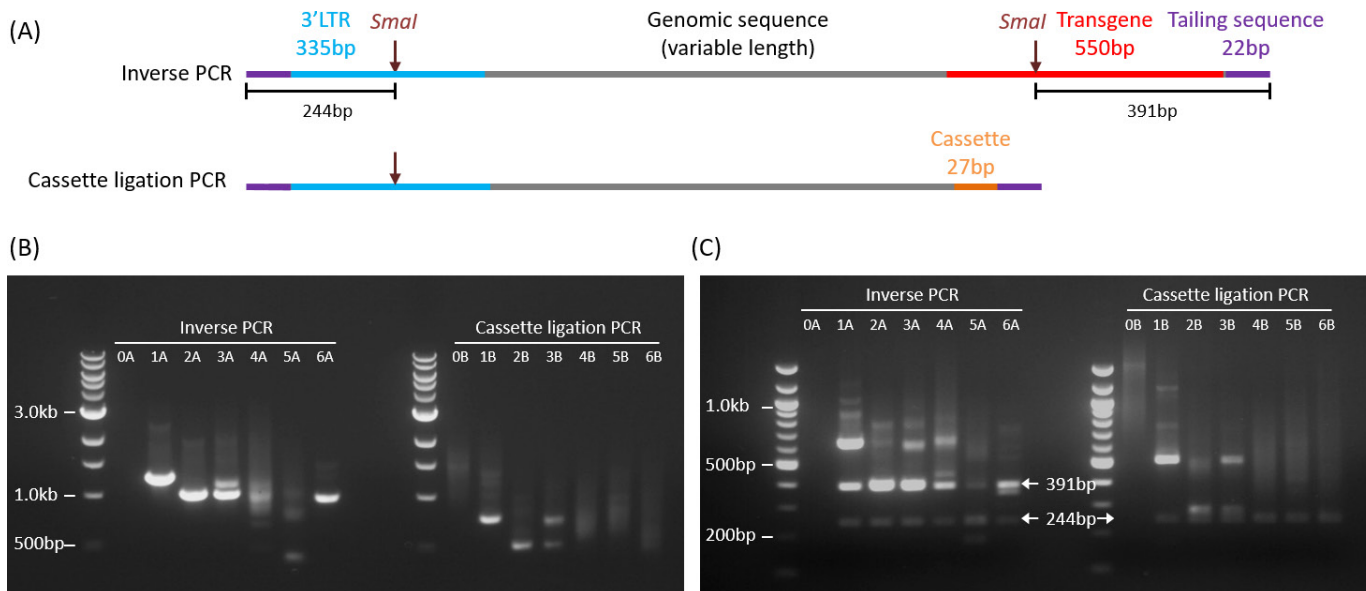 (A)
3'LTR
335bp
SmaI
Genomic sequence
(variable length)
SmaI
Transgene
550bp
Tailing sequence
22bp
Inverse PCR
244bp
391bp
Cassette
27bp
Cassette ligation PCR
(B)
Inverse PCR
Cassette ligation PCR
0A 1A 2A 3A 4A 5A 6A
0B 1B 2B 3B 4B 5B 6B
3.0kb
1.0kb
500bp
(C)
Inverse PCR
Cassette ligation PCR
0A 1A 2A 3A 4A 5A 6A
0B 1B 2B 3B 4B 5B 6B
1.0kb
500bp
391bp
244bp
200bp